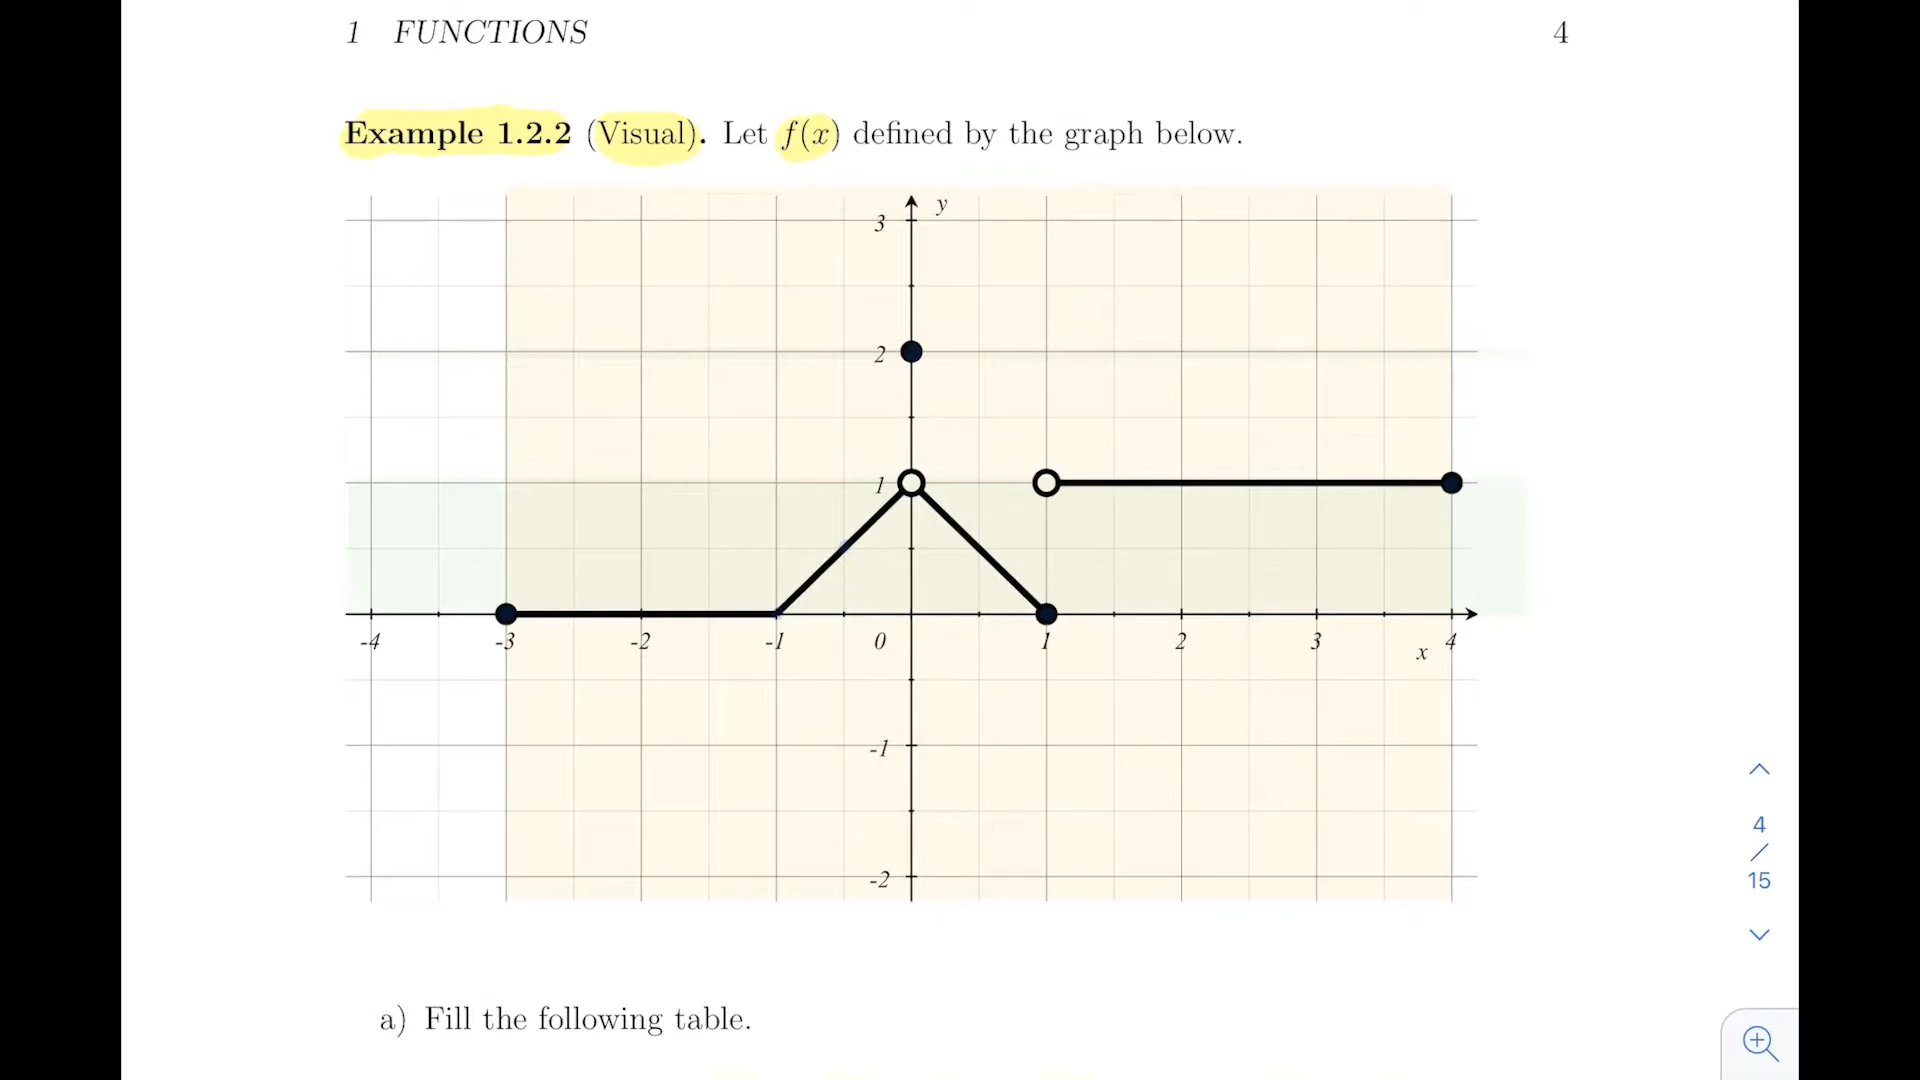 1 FUNCTIONS 4
Example 1.2.2 (Visual). Let f(x) defined by the graph below.
y
3
2
1
-4 -3 -2 -1 0 1 2 3 4
x
-1
-2
4
/
15
a) Fill the following table.